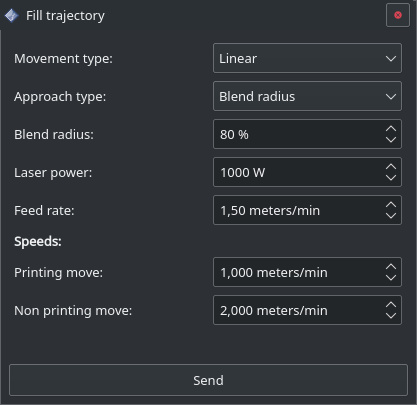 Fill trajectory
Movement type: Linear
Approach type: Blend radius
Blend radius: 80 %
Laser power: 1000 W
Feed rate: 1,50 meters/min
Speeds:
Printing move: 1,000 meters/min
Non printing move: 2,000 meters/min
Send